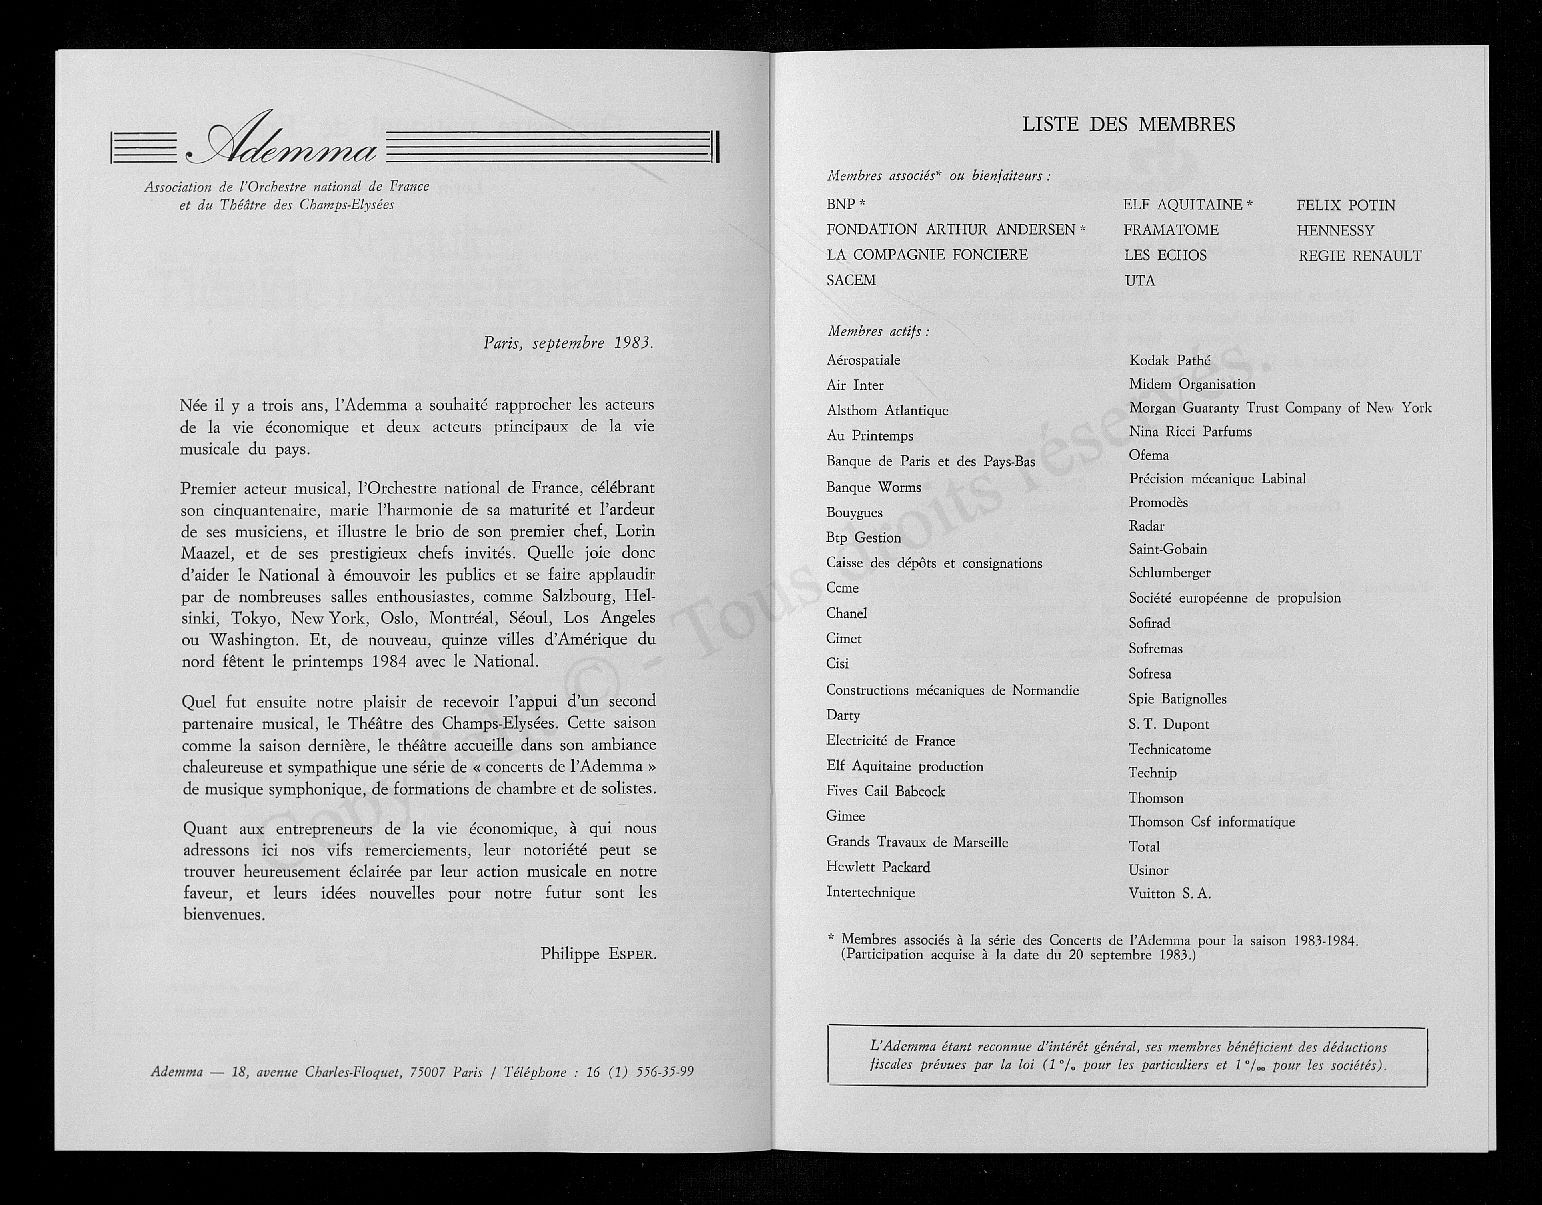 Ademma
Association de l'Orchestre national de France
et du Théâtre des Champs-Elysées
Paris, septembre 1983.
Née il y a trois ans, l'Ademma a souhaité rapprocher les acteurs
de la vie économique et deux acteurs principaux de la vie
musicale du pays.
Premier acteur musical, l'Orchestre national de France, célébrant
son cinquantenaire, marie l'harmonie de sa maturité et l'ardeur
de ses musiciens, et illustre le brio de son premier chef, Lorin
Maazel, et de ses prestigieux chefs invités. Quelle joie donc
d'aider le National à émouvoir les publics et se faire applaudir
par de nombreuses salles enthousiastes, comme Salzbourg, Hel-
sinki, Tokyo, New York, Oslo, Montréal, Séoul, Los Angeles
ou Washington. Et, de nouveau, quinze villes d'Amérique du
nord fêtent le printemps 1984 avec le National.
Quel fut ensuite notre plaisir de recevoir l'appui d'un second
partenaire musical, le Théâtre des Champs-Elysées. Cette saison
comme la saison dernière, le théâtre accueille dans son ambiance
chaleureuse et sympathique une série de « concerts de l'Ademma »
de musique symphonique, de formations de chambre et de solistes.
Quant aux entrepreneurs de la vie économique, à qui nous
adressons ici nos vifs remerciements, leur notoriété peut se
trouver heureusement éclairée par leur action musicale en notre
faveur, et leurs idées nouvelles pour notre futur sont les
bienvenues.
Philippe ESPER.
Ademma — 18, avenue Charles-Floquet, 75007 Paris / Téléphone : 16 (1) 556-35-99
LISTE DES MEMBRES
Membres associés* ou bienfaiteurs :
BNP *
FONDATION ARTHUR ANDERSEN *
LA COMPAGNIE FONCIERE
SACEM
ELF AQUITAINE *
FRAMATOME
LES ECHOS
UTA
FELIX POTIN
HENNESSY
REGIE RENAULT
Membres actifs :
Aérospatiale
Air Inter
Alsthom Atlantique
Au Printemps
Banque de Paris et des Pays-Bas
Banque Worms
Bouygues
Btp Gestion
Caisse des dépôts et consignations
Ceme
Chanel
Cimet
Cisi
Constructions mécaniques de Normandie
Darty
Electricité de France
Elf Aquitaine production
Fives Cail Babcock
Gimee
Grands Travaux de Marseille
Hewlett Packard
Intertechnique
Kodak Pathé
Midem Organisation
Morgan Guaranty Trust Company of New York
Nina Ricci Parfums
Ofema
Précision mécanique Labinal
Promodès
Radar
Saint-Gobain
Schlumberger
Société européenne de propulsion
Sofirad
Sofremas
Sofresa
Spie Batignolles
S. T. Dupont
Technicatome
Technip
Thomson
Thomson Csf informatique
Total
Usinor
Vuitton S. A.
* Membres associés à la série des Concerts de l'Ademma pour la saison 1983-1984.
(Participation acquise à la date du 20 septembre 1983.)
L'Ademma étant reconnue d'intérêt général, ses membres bénéficient des déductions
fiscales prévues par la loi (1 % pour les particuliers et 1 ‰ pour les sociétés).
Copyright © - Tous droits réservés.